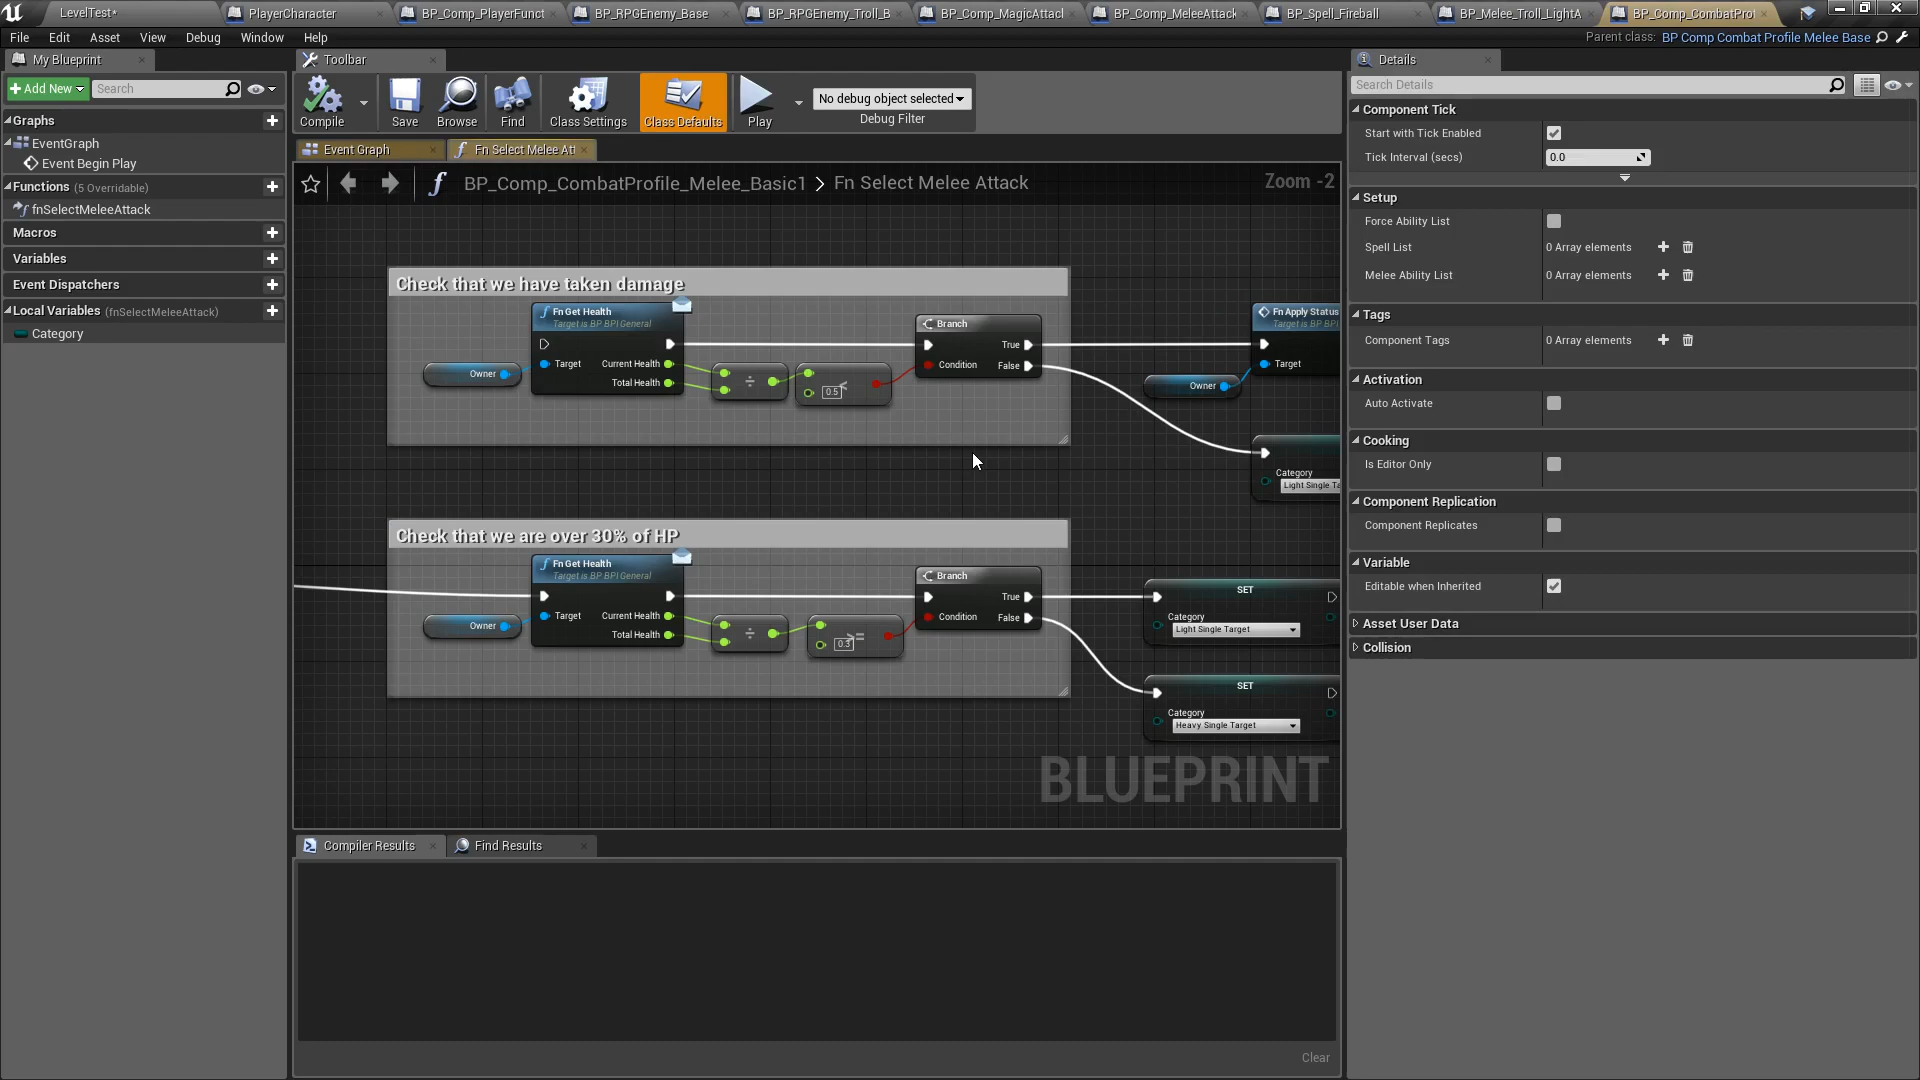 LevelTest*
PlayerCharacter
BP_Comp_PlayerFunct
BP_RPGEnemy_Base
BP_RPGEnemy_Troll_B
BP_Comp_MagicAttacl
BP_Comp_MeleeAttack
BP_Spell_Fireball
BP_Melee_Troll_LightA
BP_Comp_CombatPro
File Edit Asset View Debug Window Help
Parent class: BP Comp Combat Profile Melee Base
My Blueprint
Add New
Search
Graphs
EventGraph
Event Begin Play
Functions (5 Overridable)
fnSelectMeleeAttack
Macros
Variables
Event Dispatchers
Local Variables (fnSelectMeleeAttack)
Category
Toolbar
Compile
Save
Browse
Find
Class Settings
Class Defaults
Play
No debug object selected
Debug Filter
Event Graph
Fn Select Melee Att
BP_Comp_CombatProfile_Melee_Basic1 > Fn Select Melee Attack
Zoom -2
Check that we have taken damage
Fn Get Health
Target is BP BPI General
Owner
Target
Current Health
Total Health
÷
<
0.5
Branch
True
Condition
False
Fn Apply Status
Target is BP BPI
Target
Owner
Category
Light Single Ta
Check that we are over 30% of HP
Fn Get Health
Target is BP BPI General
Owner
Target
Current Health
Total Health
÷
>=
0.3
Branch
True
Condition
False
SET
Category
Light Single Target
SET
Category
Heavy Single Target
BLUEPRINT
Compiler Results
Find Results
Clear
Details
Search Details
Component Tick
Start with Tick Enabled
Tick Interval (secs)
0.0
Setup
Force Ability List
Spell List
0 Array elements
Melee Ability List
0 Array elements
Tags
Component Tags
0 Array elements
Activation
Auto Activate
Cooking
Is Editor Only
Component Replication
Component Replicates
Variable
Editable when Inherited
Asset User Data
Collision